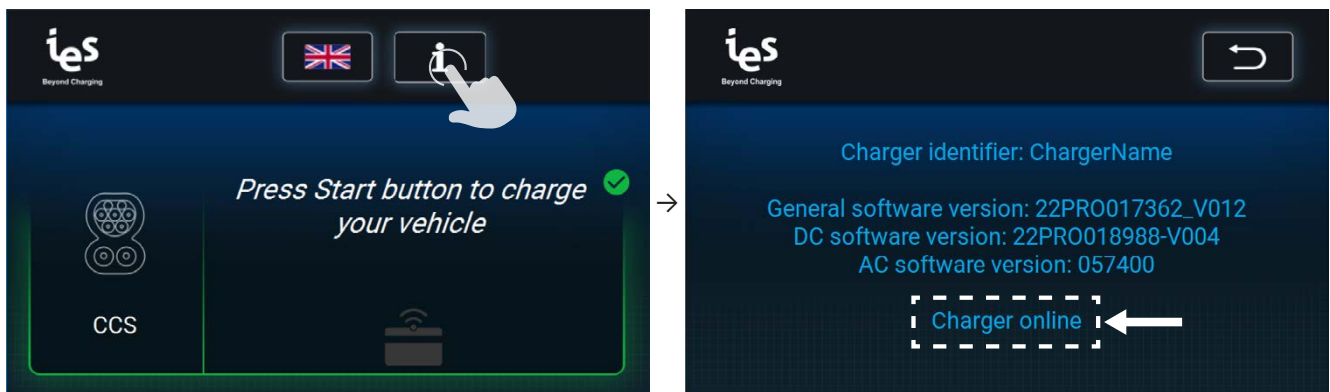 ies
Beyond Charging
i
Press Start button to charge
your vehicle
CCS
→
ies
Beyond Charging
Charger identifier: ChargerName
General software version: 22PRO017362_V012
DC software version: 22PRO018988-V004
AC software version: 057400
Charger online